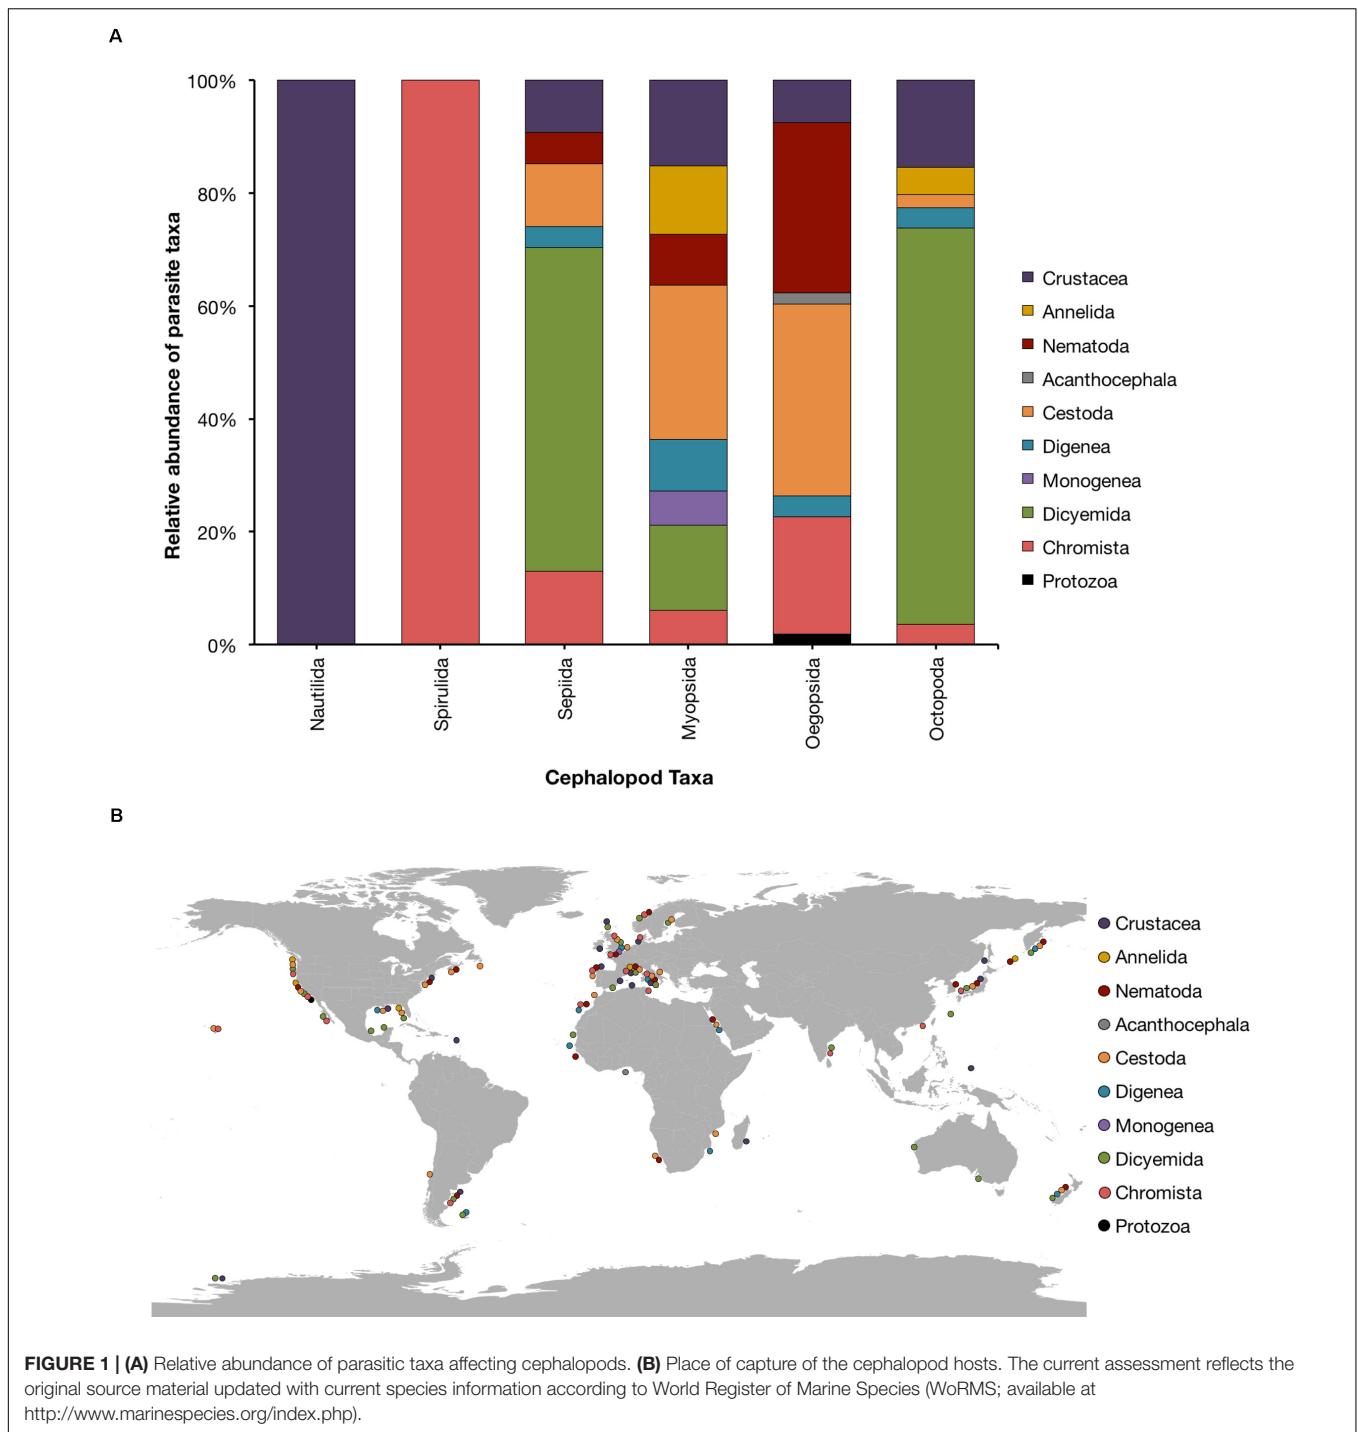 A
100%
80%
60%
40%
20%
0%
Relative abundance of parasite taxa
Nautilida
Spirulida
Sepiida
Myopsida
Oegopsida
Octopoda
Cephalopod Taxa
Crustacea
Annelida
Nematoda
Acanthocephala
Cestoda
Digenea
Monogenea
Dicyemida
Chromista
Protozoa
B
Crustacea
Annelida
Nematoda
Acanthocephala
Cestoda
Digenea
Monogenea
Dicyemida
Chromista
Protozoa
FIGURE 1 | (A) Relative abundance of parasitic taxa affecting cephalopods. (B) Place of capture of the cephalopod hosts. The current assessment reflects the
original source material updated with current species information according to World Register of Marine Species (WoRMS; available at
http://www.marinespecies.org/index.php).